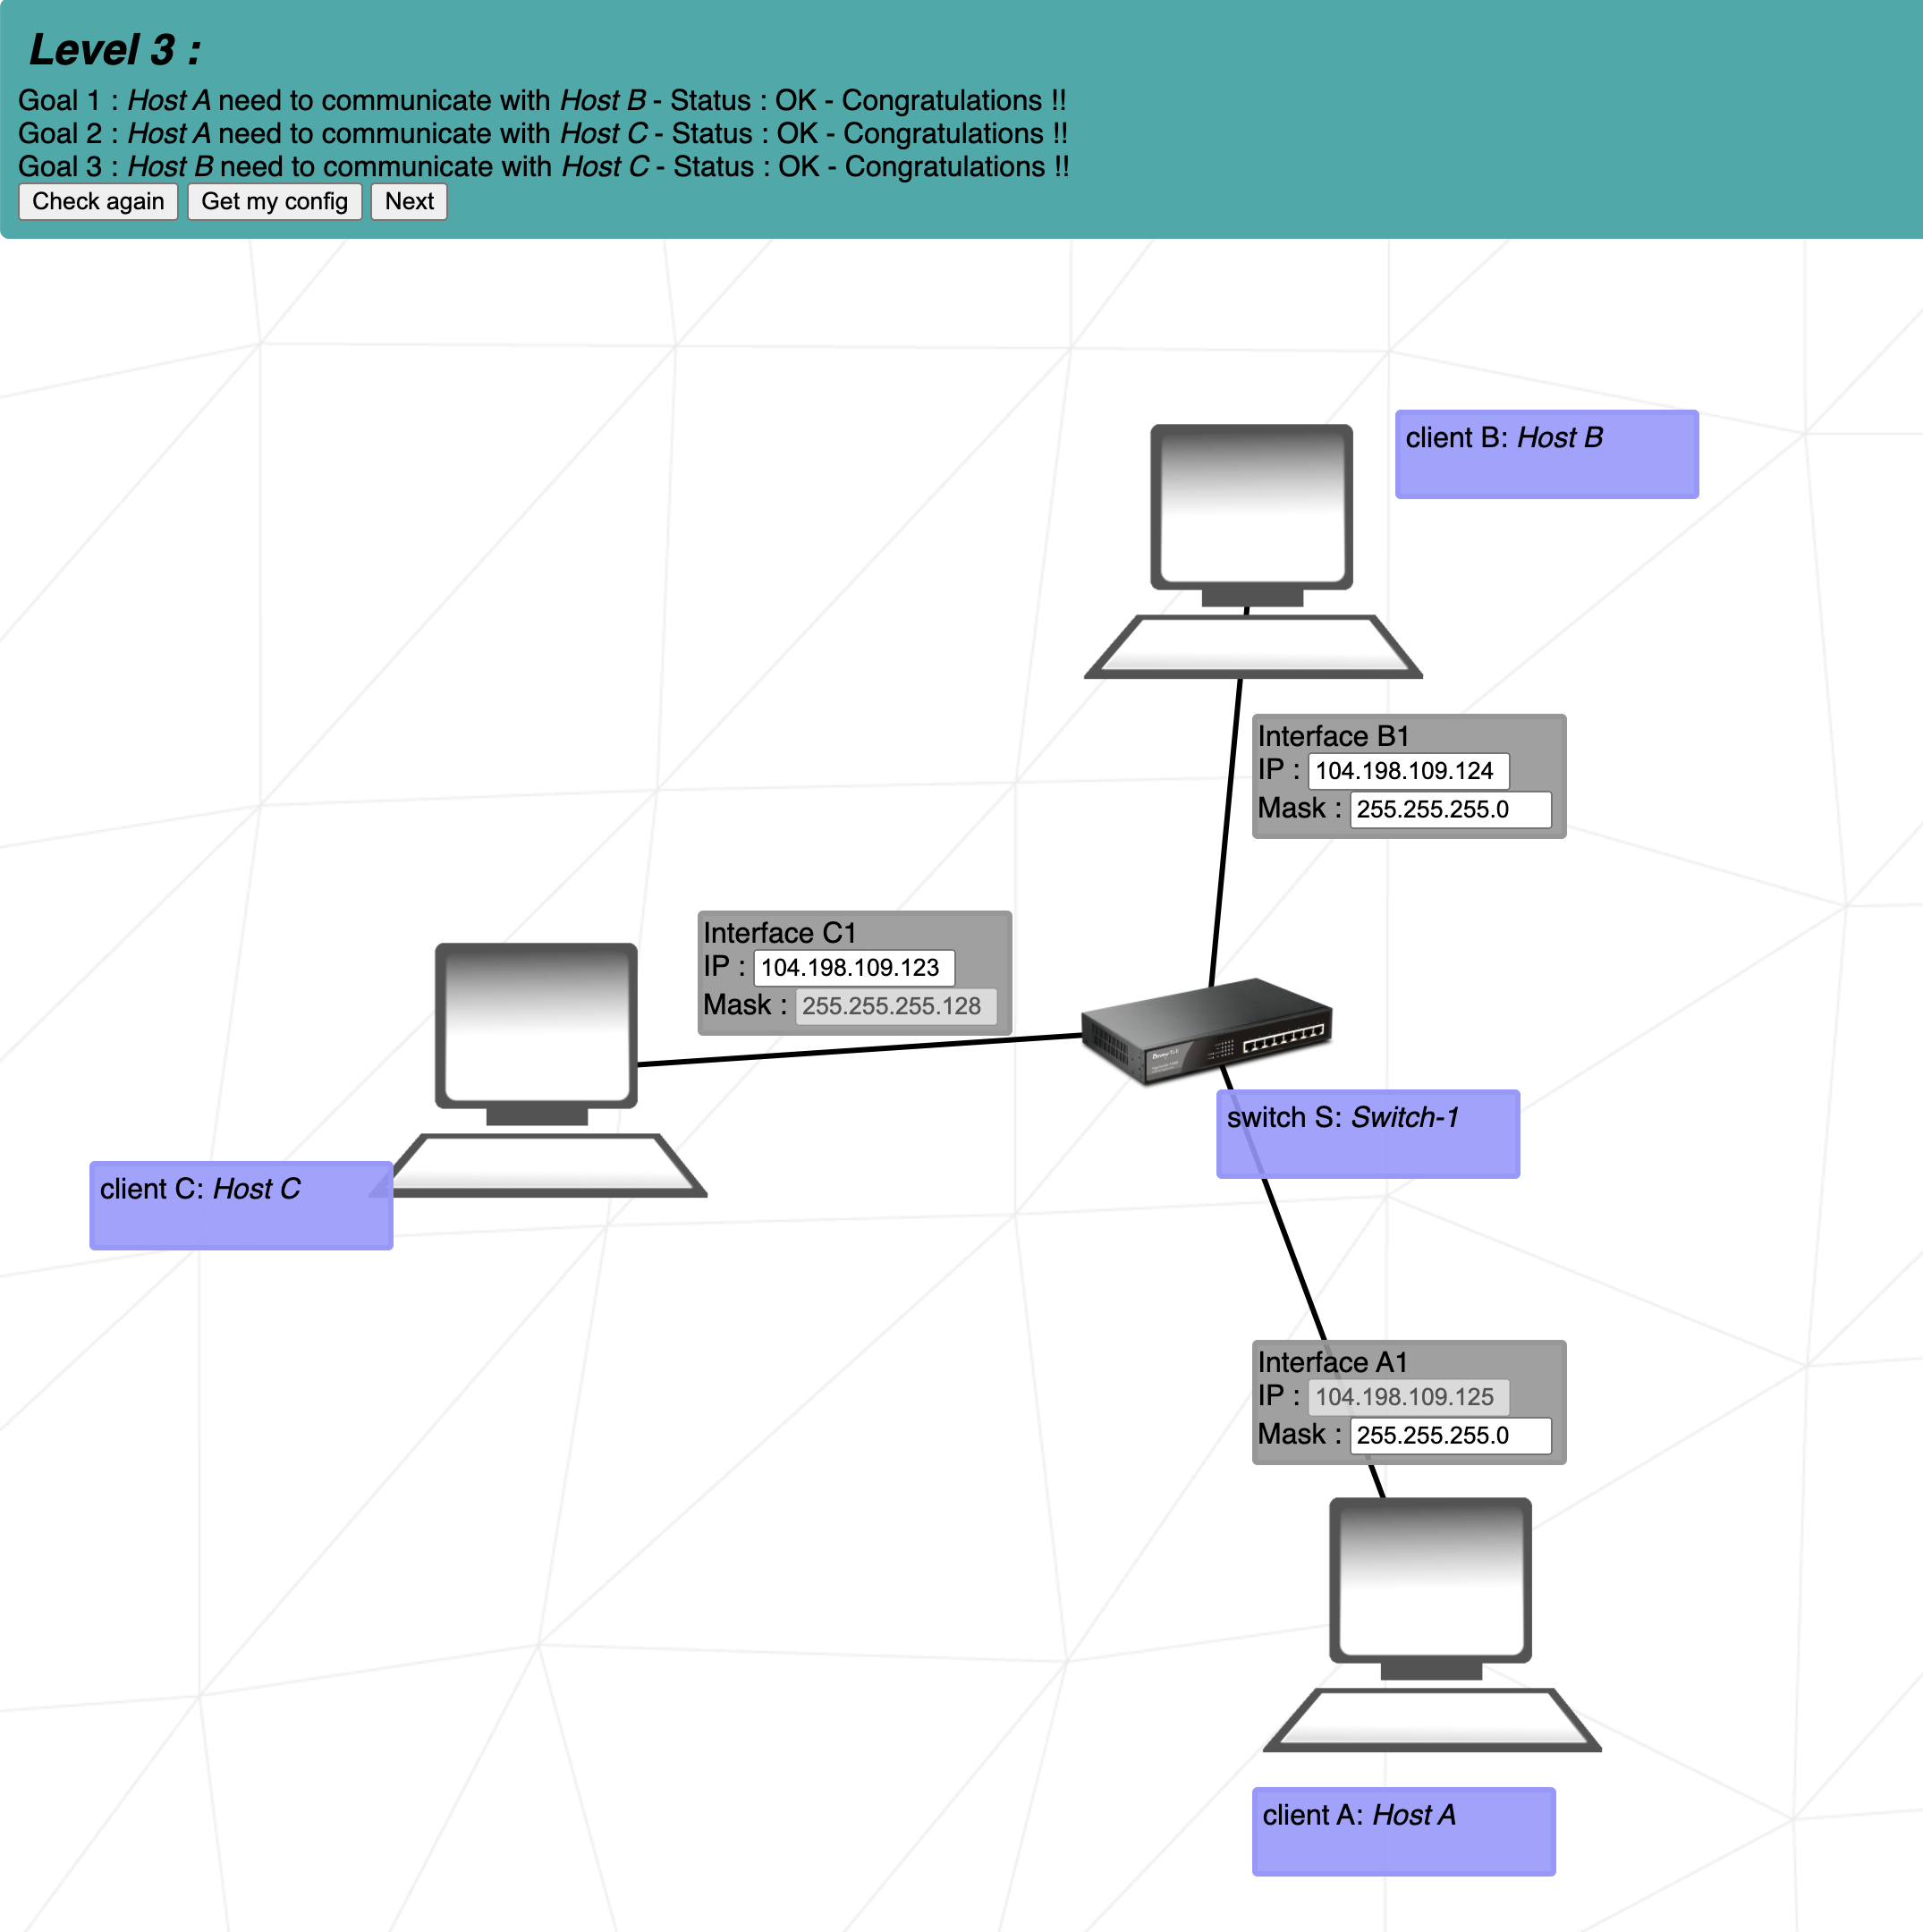 Level 3 :
Goal 1 : Host A need to communicate with Host B - Status : OK - Congratulations !!
Goal 2 : Host A need to communicate with Host C - Status : OK - Congratulations !!
Goal 3 : Host B need to communicate with Host C - Status : OK - Congratulations !!
Check again Get my config Next
client B: Host B
Interface B1
IP : 104.198.109.124
Mask : 255.255.255.0
Interface C1
IP : 104.198.109.123
Mask : 255.255.255.128
switch S: Switch-1
client C: Host C
Interface A1
IP : 104.198.109.125
Mask : 255.255.255.0
client A: Host A